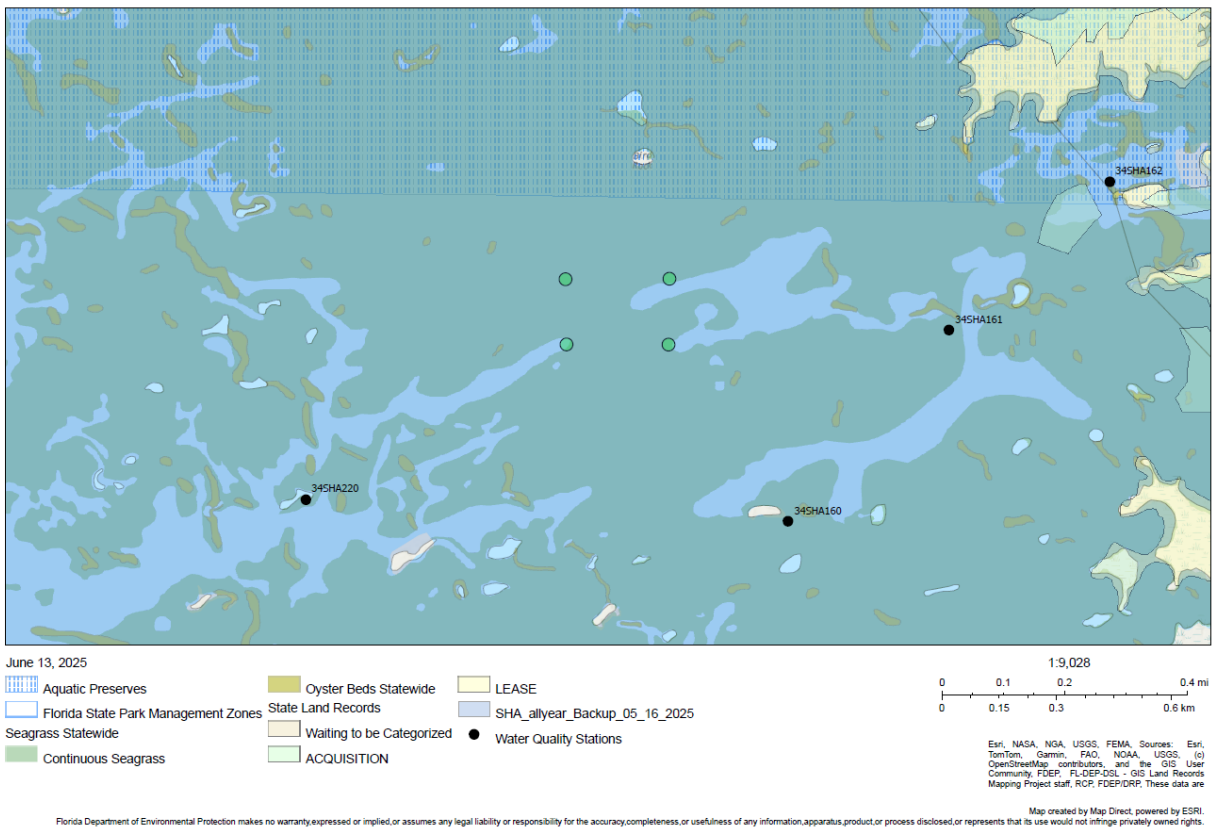 34SHA162
34SHA161
34SHA220
34SHA160
June 13, 2025
Aquatic Preserves
Florida State Park Management Zones
Seagrass Statewide
Continuous Seagrass
Oyster Beds Statewide
State Land Records
Waiting to be Categorized
ACQUISITION
LEASE
SHA_allyear_Backup_05_16_2025
Water Quality Stations
1:9,028
0 0.1 0.2 0.4 mi
0 0.15 0.3 0.6 km
Esri, NASA, NGA, USGS, FEMA, Sources: Esri,
TomTom, Garmin, FAO, NOAA, USGS, (c)
OpenStreetMap contributors, and the GIS User
Community, FDEP, FL-DEP-DSL - GIS Land Records
Mapping Project staff, RCP, FDEP/DRP, These data are
Map created by Map Direct, powered by ESRI.
Florida Department of Environmental Protection makes no warranty,expressed or implied,or assumes any legal liability or responsibility for the accuracy,completeness,or usefulness of any information,apparatus,product,or process disclosed,or represents that its use would not infringe privately owned rights.